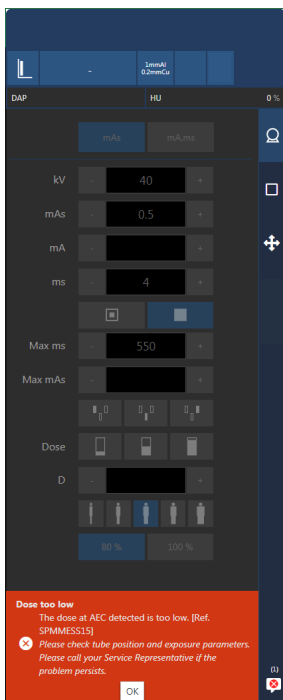 -
1mmAl
0.2mmCu
DAP HU 0 %
mAs mA,ms
kV - 40 +
mAs - 0.5 +
mA - +
ms - 4 +
Max ms - 550 +
Max mAs - +
Dose
D - +
80 % 100 %
Dose too low
The dose at AEC detected is too low. [Ref.
SPMMESS15]
Please check tube position and exposure parameters.
Please call your Service Representative if the
problem persists.
OK
(1)